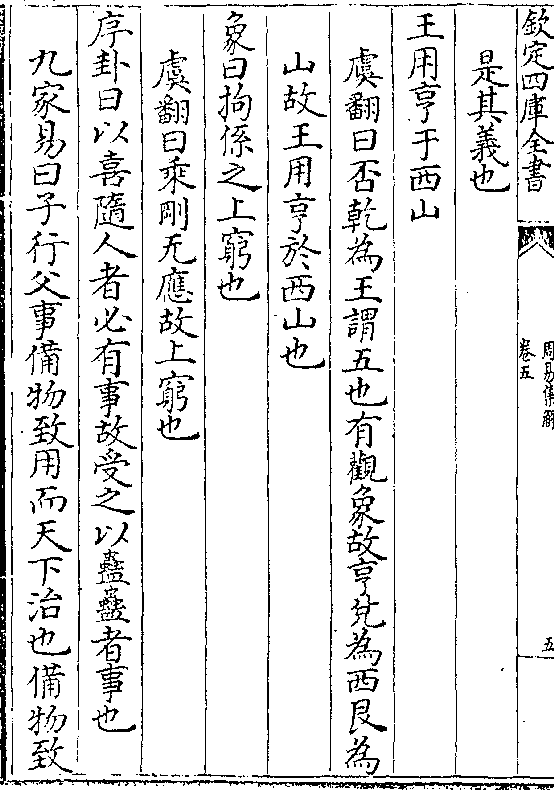 欽定四庫全書
周易集解
卷五
五
是其義也
王用亨于西山
虞翻曰否乾為王謂五也有觀象故亨兌為西艮為
山故王用亨於西山也
象曰拘係之上窮也
虞翻曰乘剛无應故上窮也
序卦曰以喜隨人者必有事故受之以蠱蠱者事也
九家易曰子行父事備物致用而天下治也備物致